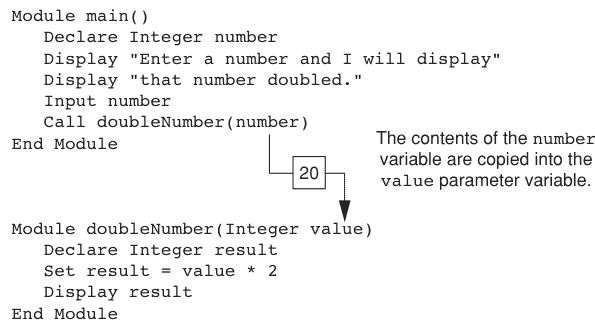 Module main()
Declare Integer number
Display "Enter a number and I will display"
Display "that number doubled."
Input number
Call doubleNumber(number)
End Module
The contents of the number
variable are copied into the
value parameter variable.
20
Module doubleNumber(Integer value)
Declare Integer result
Set result = value * 2
Display result
End Module